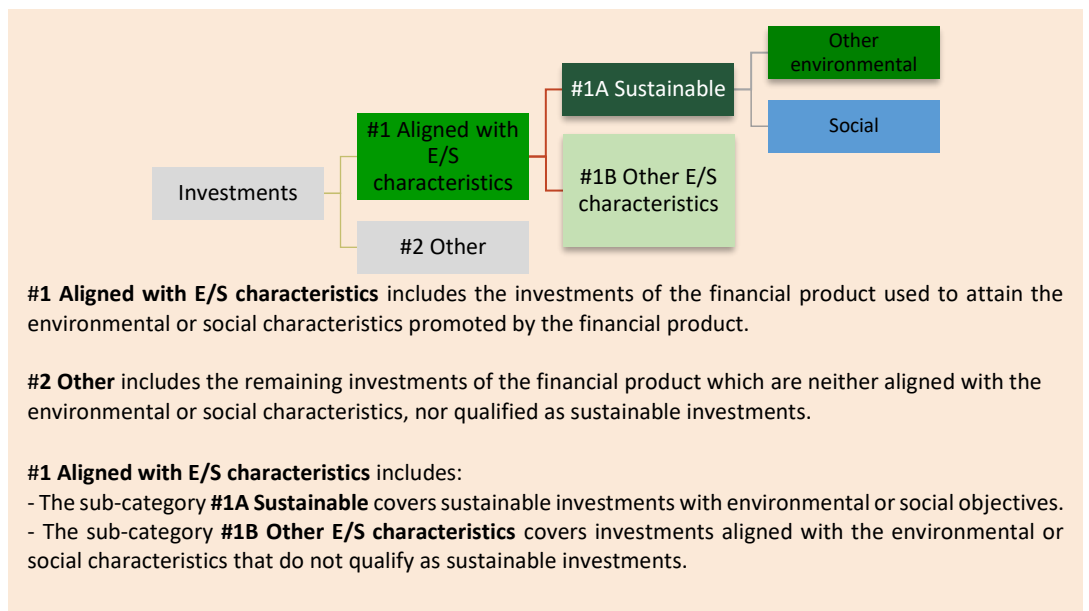 Other
environmental
#1A Sustainable
#1 Aligned with
E/S
characteristics
Social
#1B Other E/S
characteristics
Investments
#2 Other
#1 Aligned with E/S characteristics includes the investments of the financial product used to attain the
environmental or social characteristics promoted by the financial product.
#2 Other includes the remaining investments of the financial product which are neither aligned with the
environmental or social characteristics, nor qualified as sustainable investments.
#1 Aligned with E/S characteristics includes:
- The sub-category #1A Sustainable covers sustainable investments with environmental or social objectives.
- The sub-category #1B Other E/S characteristics covers investments aligned with the environmental or
social characteristics that do not qualify as sustainable investments.